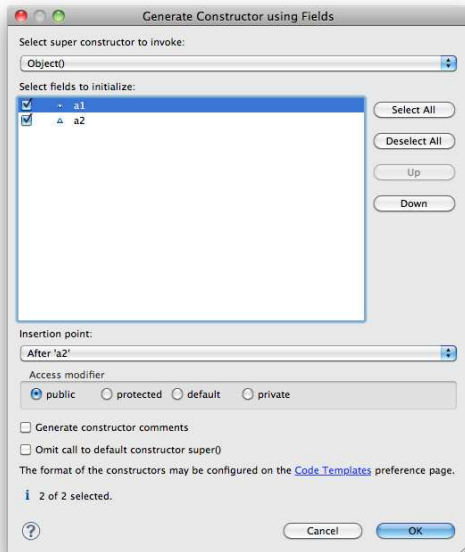 Generate Constructor using Fields
Select super constructor to invoke:
Object()
Select fields to initialize:
a1
a2
Select All
Deselect All
Up
Down
Insertion point:
After 'a2'
Access modifier
public protected default private
Generate constructor comments
Omit call to default constructor super()
The format of the constructors may be configured on the Code Templates preference page.
i 2 of 2 selected.
? Cancel OK